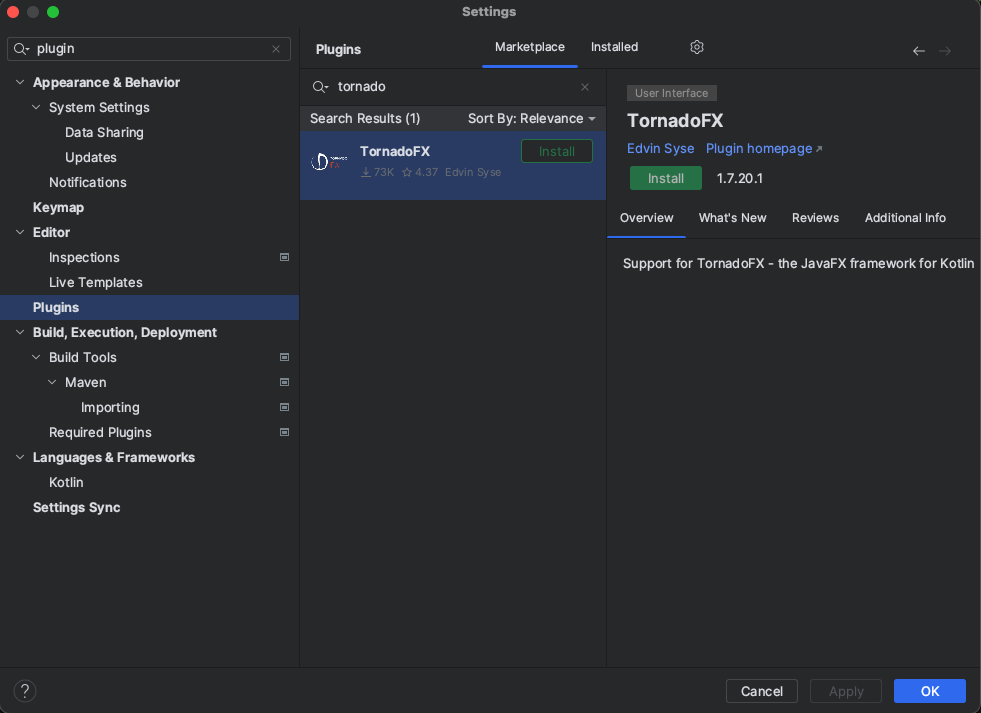 Settings
plugin
Appearance & Behavior
System Settings
Data Sharing
Updates
Notifications
Keymap
Editor
Inspections
Live Templates
Plugins
Build, Execution, Deployment
Build Tools
Maven
Importing
Required Plugins
Languages & Frameworks
Kotlin
Settings Sync
Plugins
Marketplace
Installed
tornado
Search Results (1)
Sort By: Relevance
TORNADO
FX
TornadoFX
Install
73K 4.37 Edvin Syse
User Interface
TornadoFX
Edvin Syse Plugin homepage
Install 1.7.20.1
Overview What's New Reviews Additional Info
Support for TornadoFX - the JavaFX framework for Kotlin
?
Cancel
Apply
OK